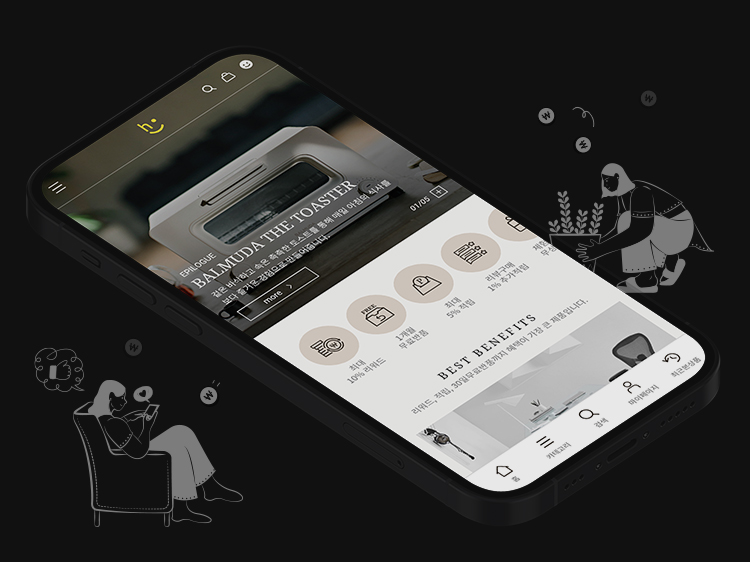 h
EPILOGUE
BALMUDA THE TOASTER
겉은 바삭하고 속은 촉촉한 토스트를 통해 매일 아침의 식사를
보다 즐거운 경험으로 만들어줍니다.
more
01/05
최대
10% 리워드
FREE
1개월
무료반품
최대
5% 적립
리뷰구매
1% 추가적립
BEST BENEFITS
리워드, 적립, 30일무료반품까지 혜택이 가장 큰 제품입니다.
홈
카테고리
검색
마이페이지
최근본상품
W
W
W
W
W